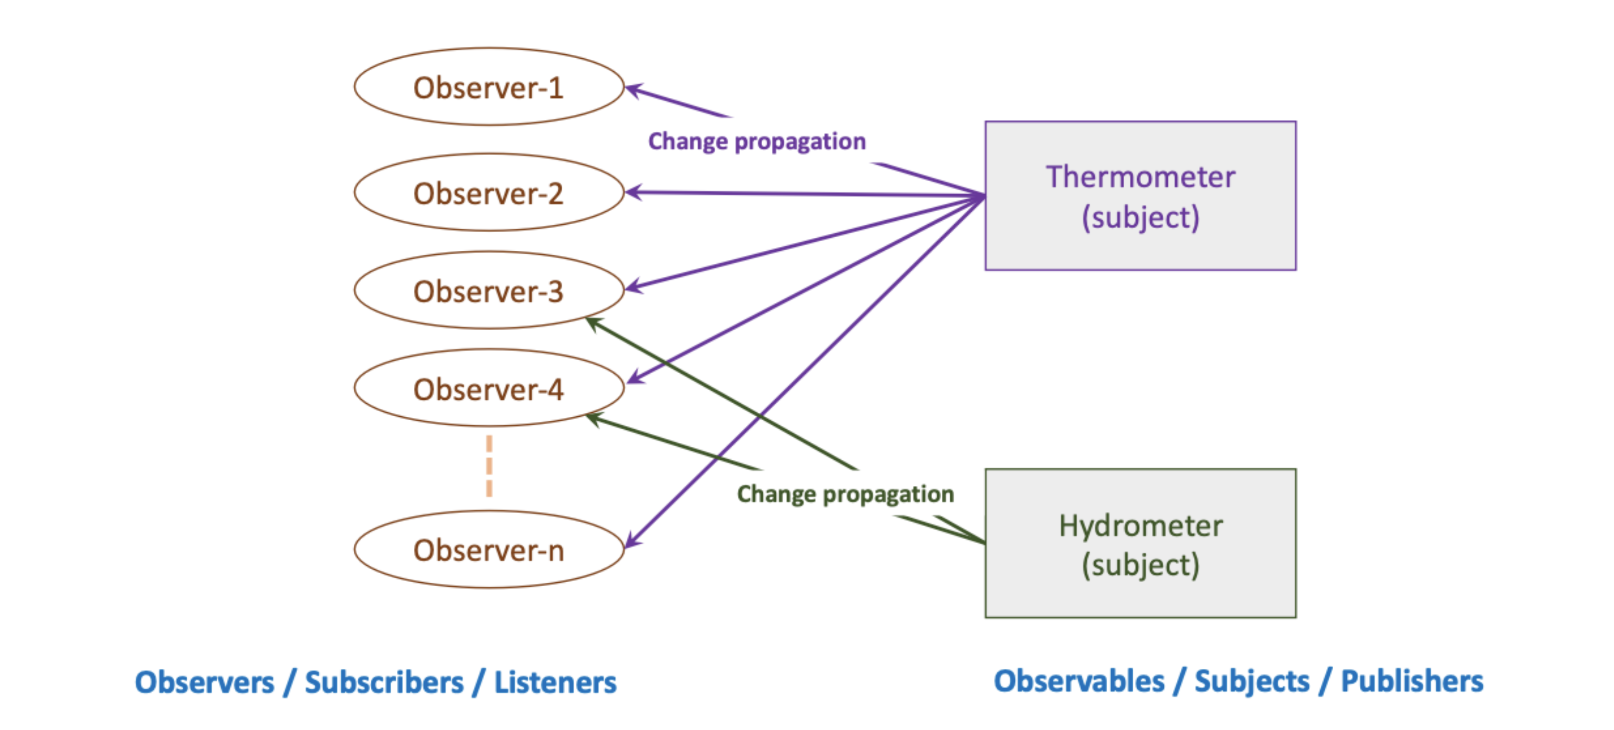 Observer-1
Change propagation
Thermometer
(subject)
Observer-2
Observer-3
Observer-4
Change propagation
Hydrometer
(subject)
Observer-n
Observers / Subscribers / Listeners
Observables / Subjects / Publishers